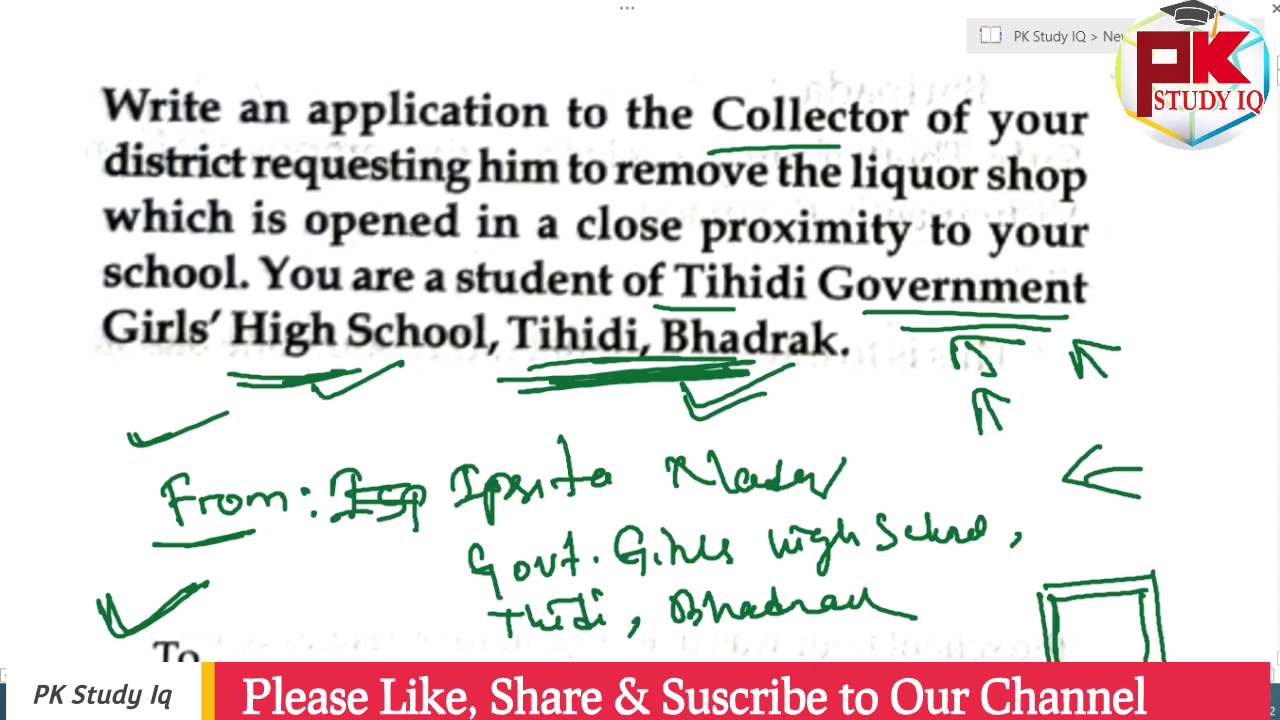 PK Study IQ > Nev
PK
STUDY IQ
Write an application to the Collector of your
district requesting him to remove the liquor shop
which is opened in a close proximity to your
school. You are a student of Tihidi Government
Girls' High School, Tihidi, Bhadrak.
From: Ipsita
Govt. Girls High School,
Tihidi, Bhadrak
To
PK Study Iq
Please Like, Share & Suscribe to Our Channel
2